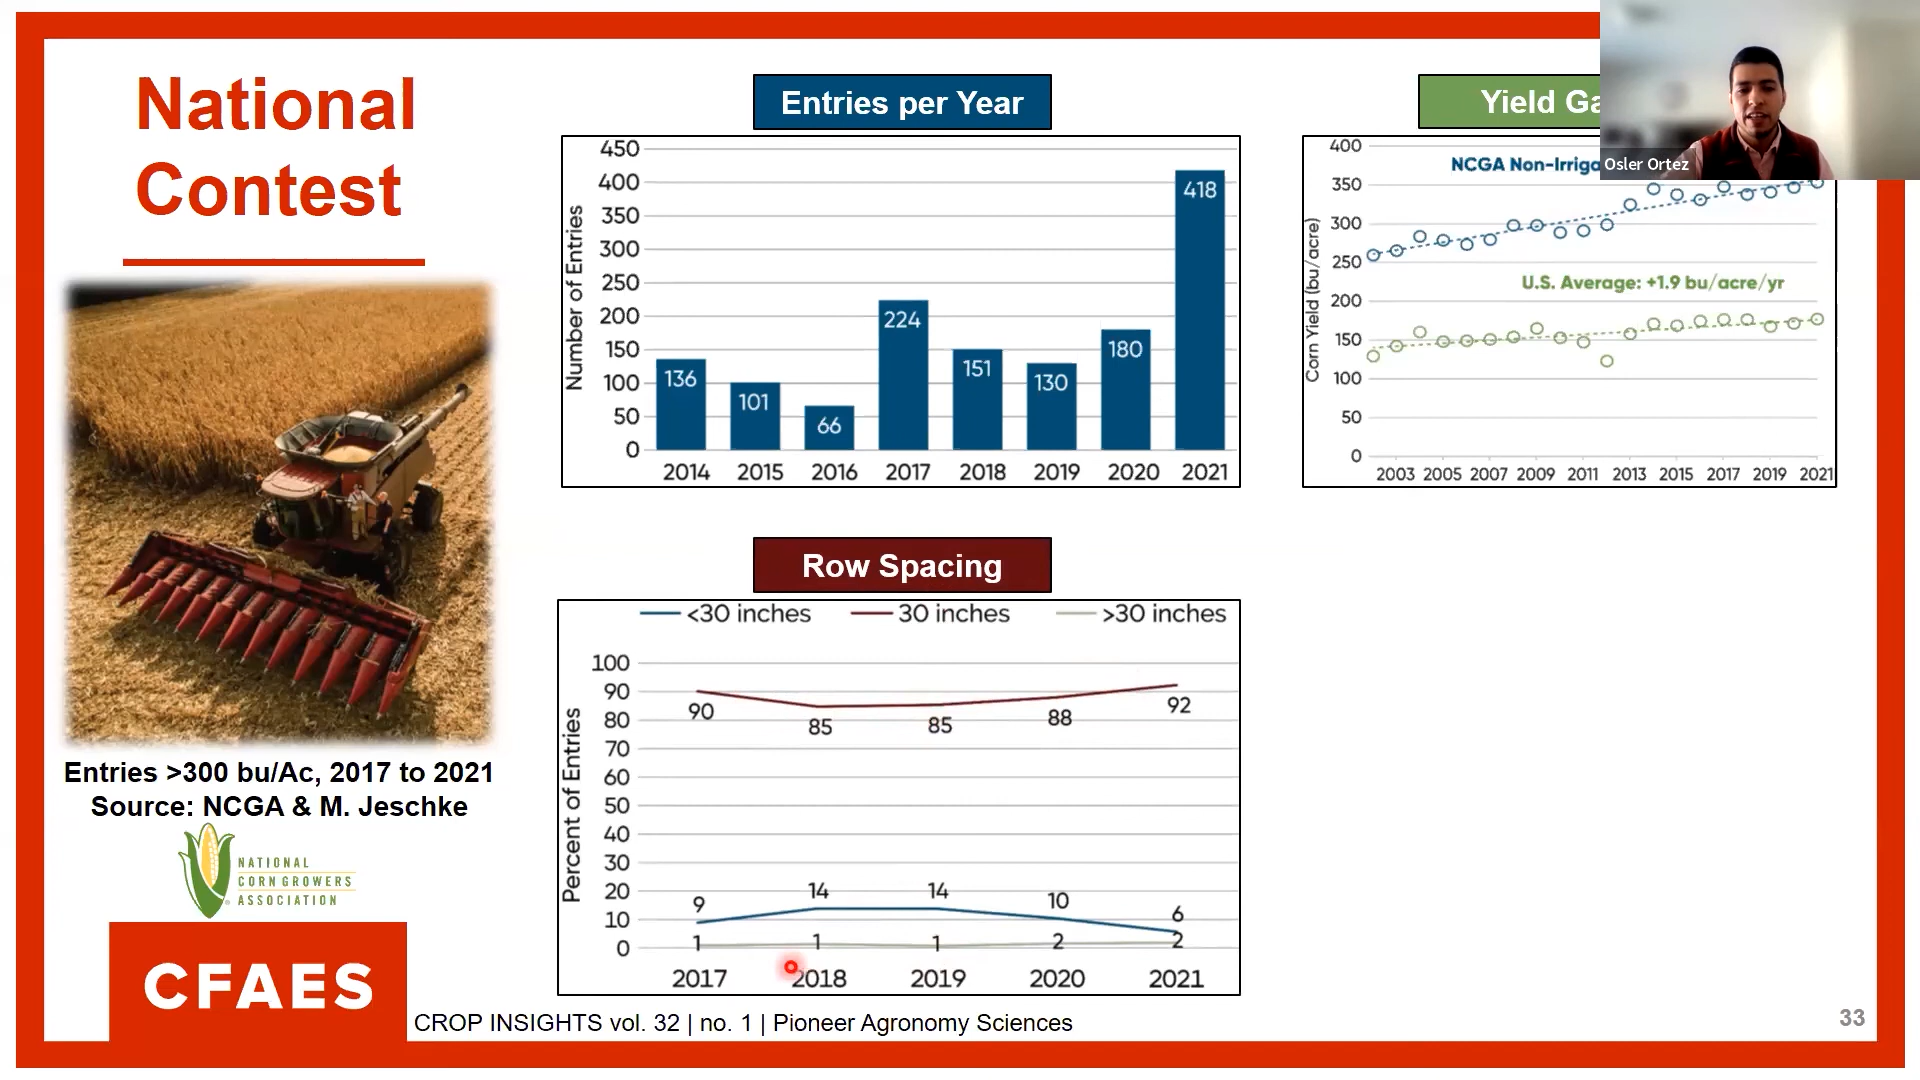 National
Contest
Entries >300 bu/Ac, 2017 to 2021
Source: NCGA & M. Jeschke
NATIONAL
CORN GROWERS
ASSOCIATION
CFAES
CROP INSIGHTS vol. 32 | no. 1 | Pioneer Agronomy Sciences
Entries per Year
Number of Entries
450
400
350
300
250
200
150
100
50
0
136
101
66
224
151
130
180
418
2014 2015 2016 2017 2018 2019 2020 2021
Yield Ga
Corn Yield (bu/acre)
400
350
300
250
200
150
100
50
0
NCGA Non-Irriga
U.S. Average: +1.9 bu/acre/yr
2003 2005 2007 2009 2011 2013 2015 2017 2019 2021
Osler Ortez
Row Spacing
<30 inches 30 inches >30 inches
Percent of Entries
100
90
80
70
60
50
40
30
20
10
0
90 85 85 88 92
9 14 14 10 6
1 1 1 2 2
2017 2018 2019 2020 2021
33